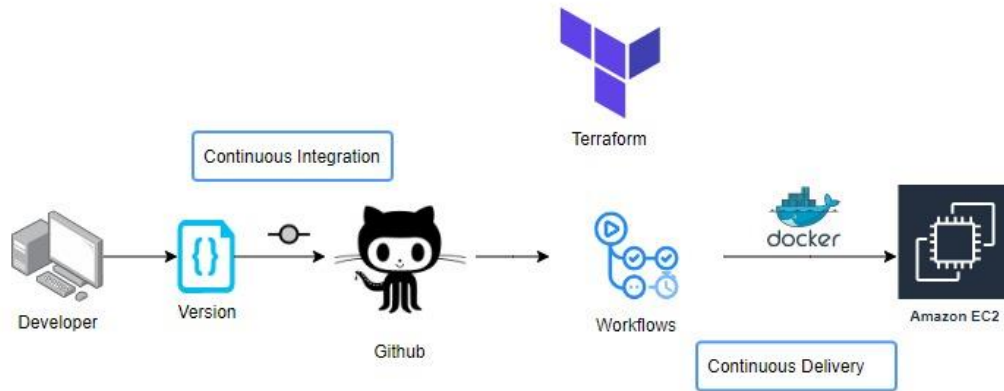 Terraform
Continuous Integration
docker
Developer
Version
Github
Workflows
Amazon EC2
Continuous Delivery